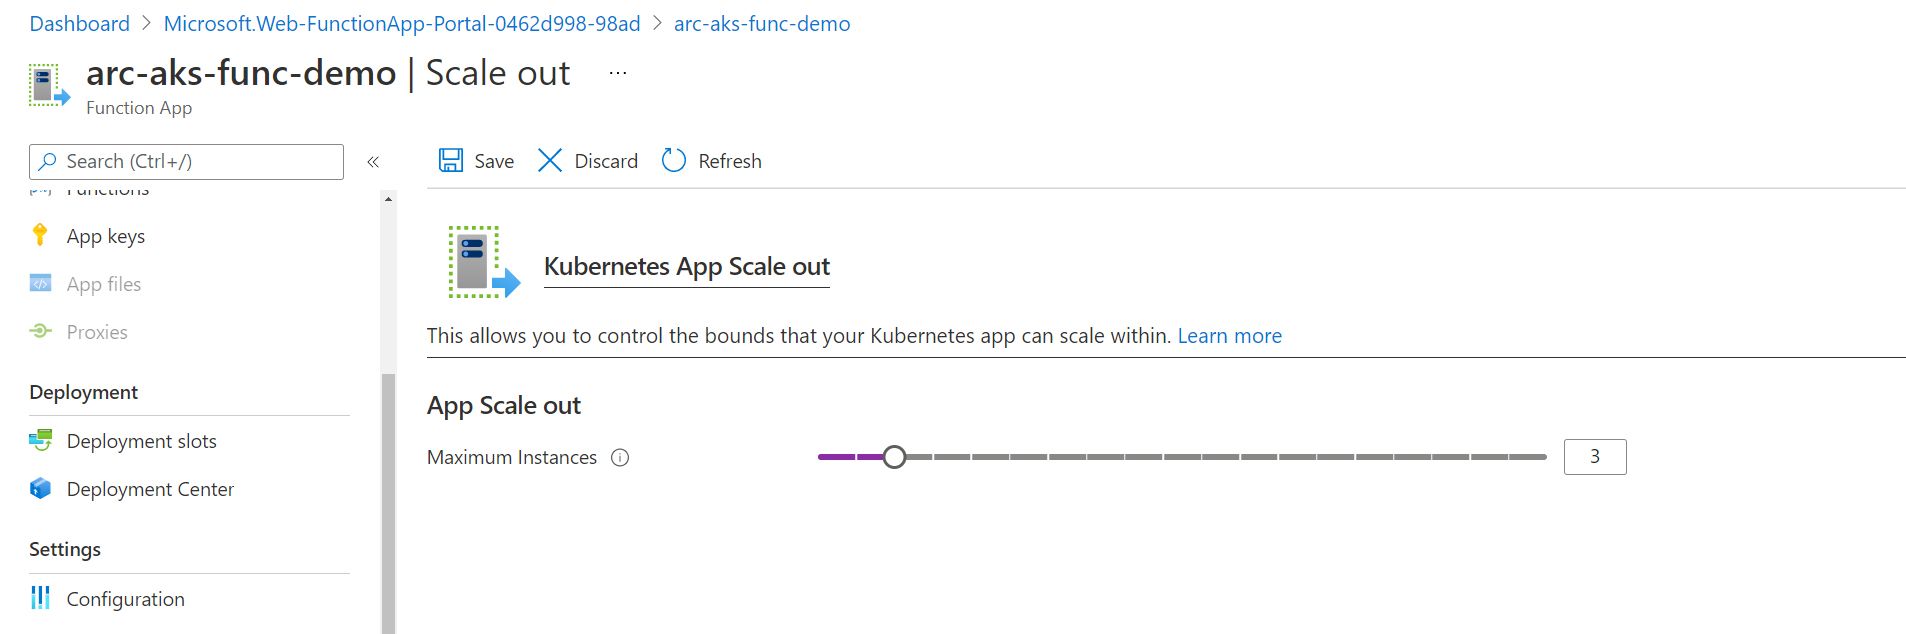 Dashboard > Microsoft.Web-FunctionApp-Portal-0462d998-98ad > arc-aks-func-demo
arc-aks-func-demo | Scale out ...
Function App
Search (Ctrl+/) «
Save Discard Refresh
Functions
App keys
App files
Proxies
Deployment
Deployment slots
Deployment Center
Settings
Configuration
Kubernetes App Scale out
This allows you to control the bounds that your Kubernetes app can scale within. Learn more
App Scale out
Maximum Instances 3